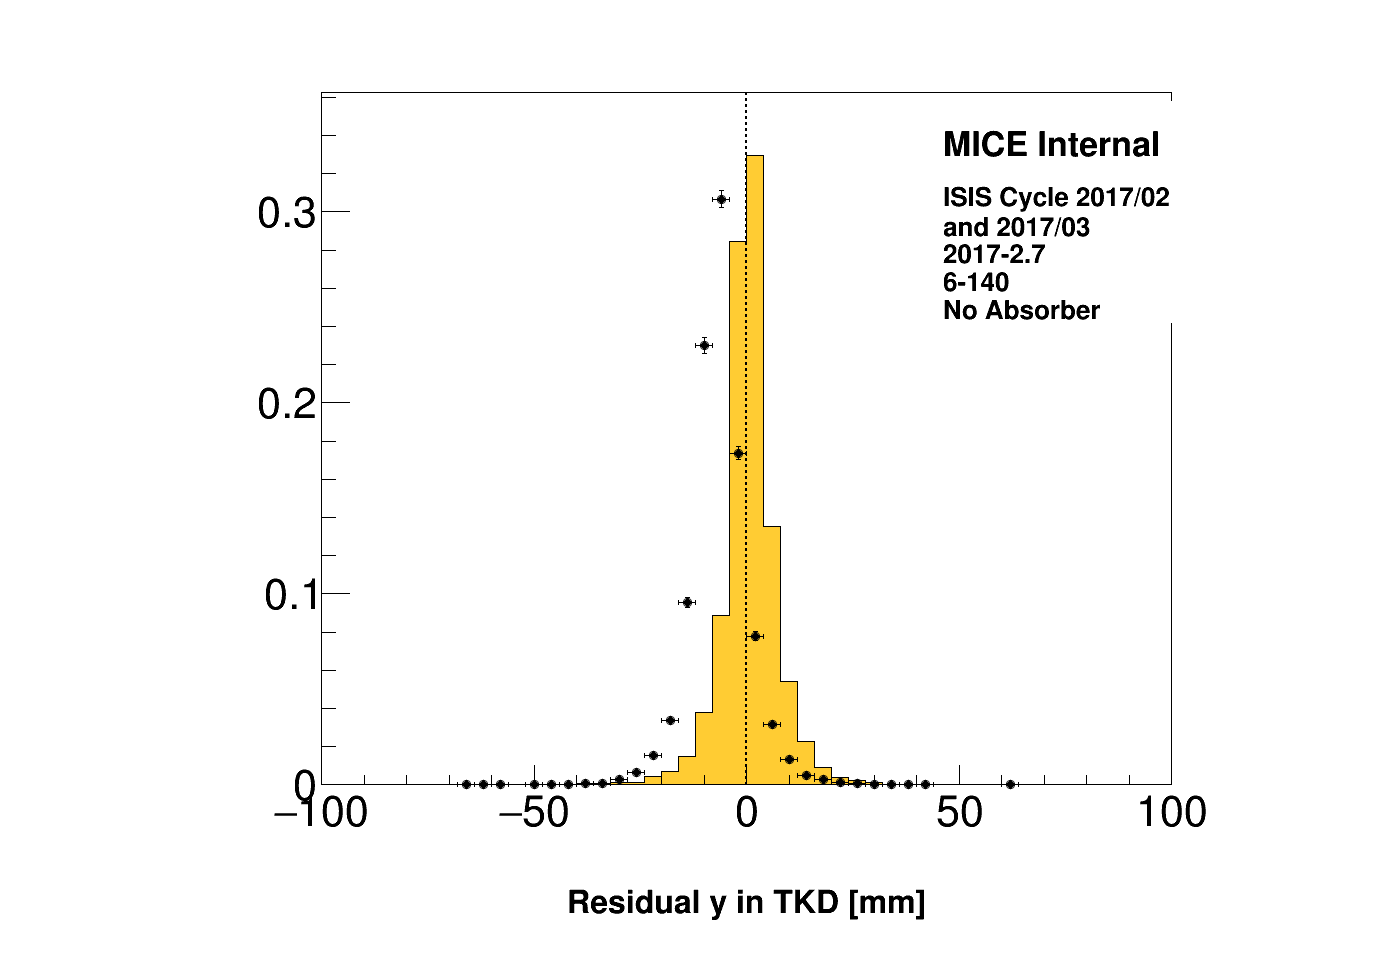 MICE Internal
ISIS Cycle 2017/02
and 2017/03
2017-2.7
6-140
No Absorber
0.3
0.2
0.1
0
−100 −50 0 50 100
Residual y in TKD [mm]